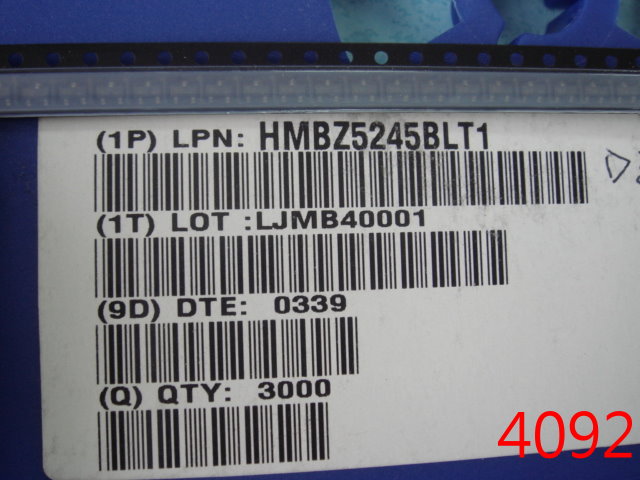 (1P) LPN: HMBZ5245BLT1
(1T) LOT :LJMB40001
(9D) DTE: 0339
(Q) QTY: 3000
4092